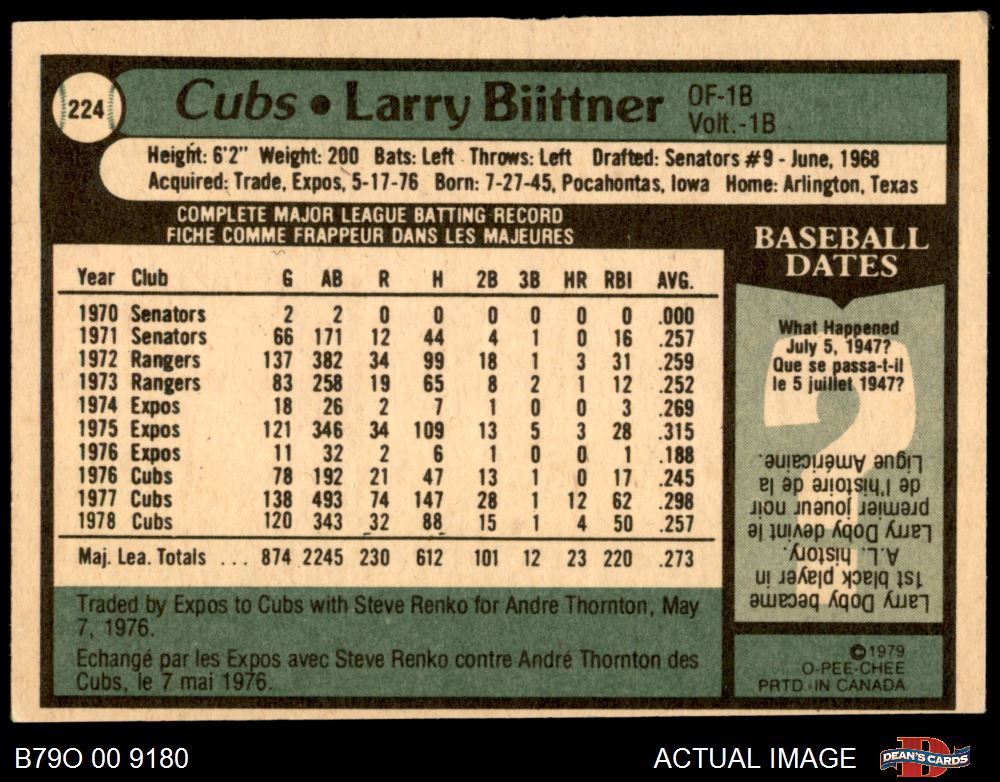 224
Cubs • Larry Biittner OF-1B
Volt.-1B
Height: 6'2" Weight: 200 Bats: Left Throws: Left Drafted: Senators #9 - June, 1968
Acquired: Trade, Expos, 5-17-76 Born: 7-27-45, Pocahontas, Iowa Home: Arlington, Texas
COMPLETE MAJOR LEAGUE BATTING RECORD
FICHE COMME FRAPPEUR DANS LES MAJEURES
Year Club G AB R H 2B 3B HR RBI AVG.
1970 Senators 2 2 0 0 0 0 0 0 .000
1971 Senators 66 171 12 44 4 1 0 16 .257
1972 Rangers 137 382 34 99 18 1 3 31 .259
1973 Rangers 83 258 19 65 8 2 1 12 .252
1974 Expos 18 26 2 7 1 0 0 3 .269
1975 Expos 121 346 34 109 13 5 3 28 .315
1976 Expos 11 32 2 6 1 0 0 1 .188
1976 Cubs 78 192 21 47 13 1 0 17 .245
1977 Cubs 138 493 74 147 28 1 12 62 .298
1978 Cubs 120 343 32 88 15 1 4 50 .257
Maj. Lea. Totals ... 874 2245 230 612 101 12 23 220 .273
Traded by Expos to Cubs with Steve Renko for Andre Thornton, May
7, 1976.
Echangé par les Expos avec Steve Renko contre André Thornton des
Cubs, le 7 mai 1976.
BASEBALL
DATES
What Happened
July 5, 1947?
Que se passa-t-il
le 5 juillet 1947?
Larry Doby became
1st black player in
A.L. history.
Larry Doby devint le
premier joueur noir
de l'histoire de la
Ligue Américaine.
©1979
O-PEE-CHEE
PRTD. IN CANADA
B79O 00 9180
ACTUAL IMAGE
DEAN'S CARDS